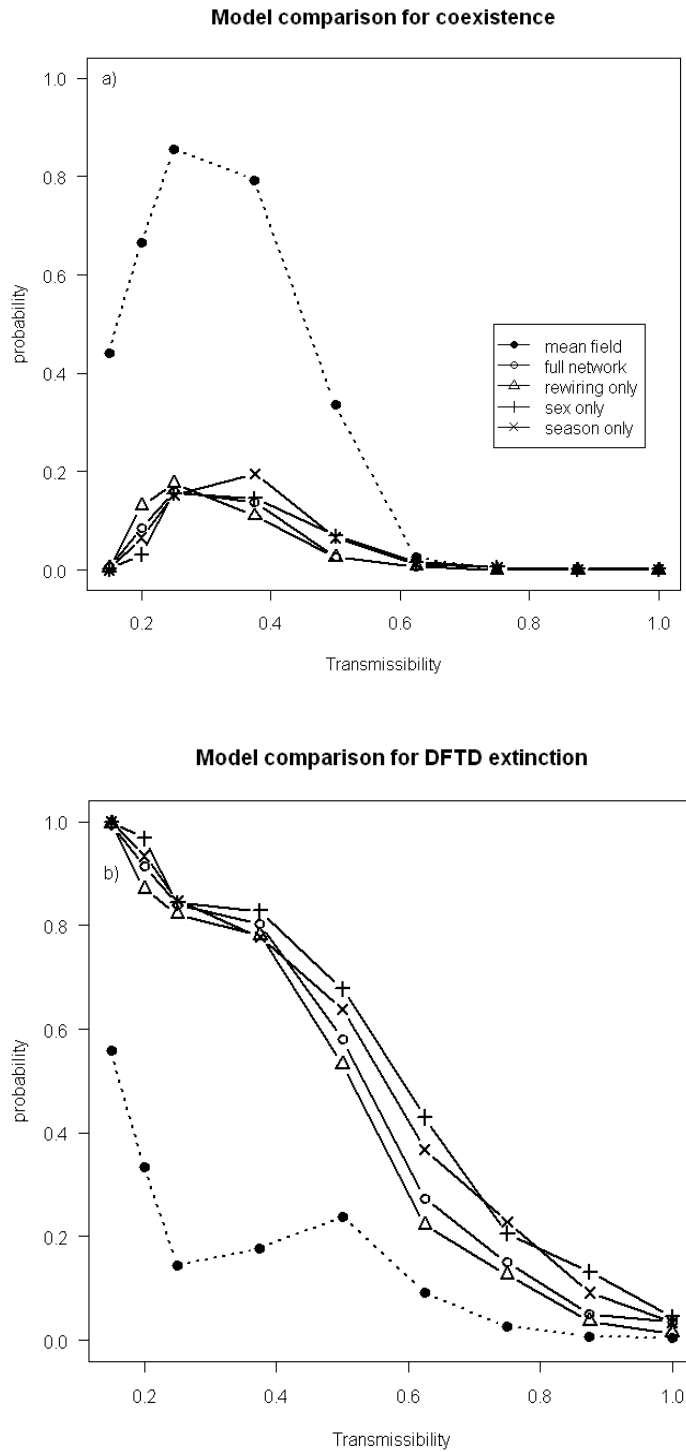 Model comparison for coexistence
a)
1.0
0.8
0.6
0.4
0.2
0.0
probability
mean field
full network
rewiring only
sex only
season only
0.2 0.4 0.6 0.8 1.0
Transmissibility
Model comparison for DFTD extinction
b)
1.0
0.8
0.6
0.4
0.2
0.0
probability
0.2 0.4 0.6 0.8 1.0
Transmissibility